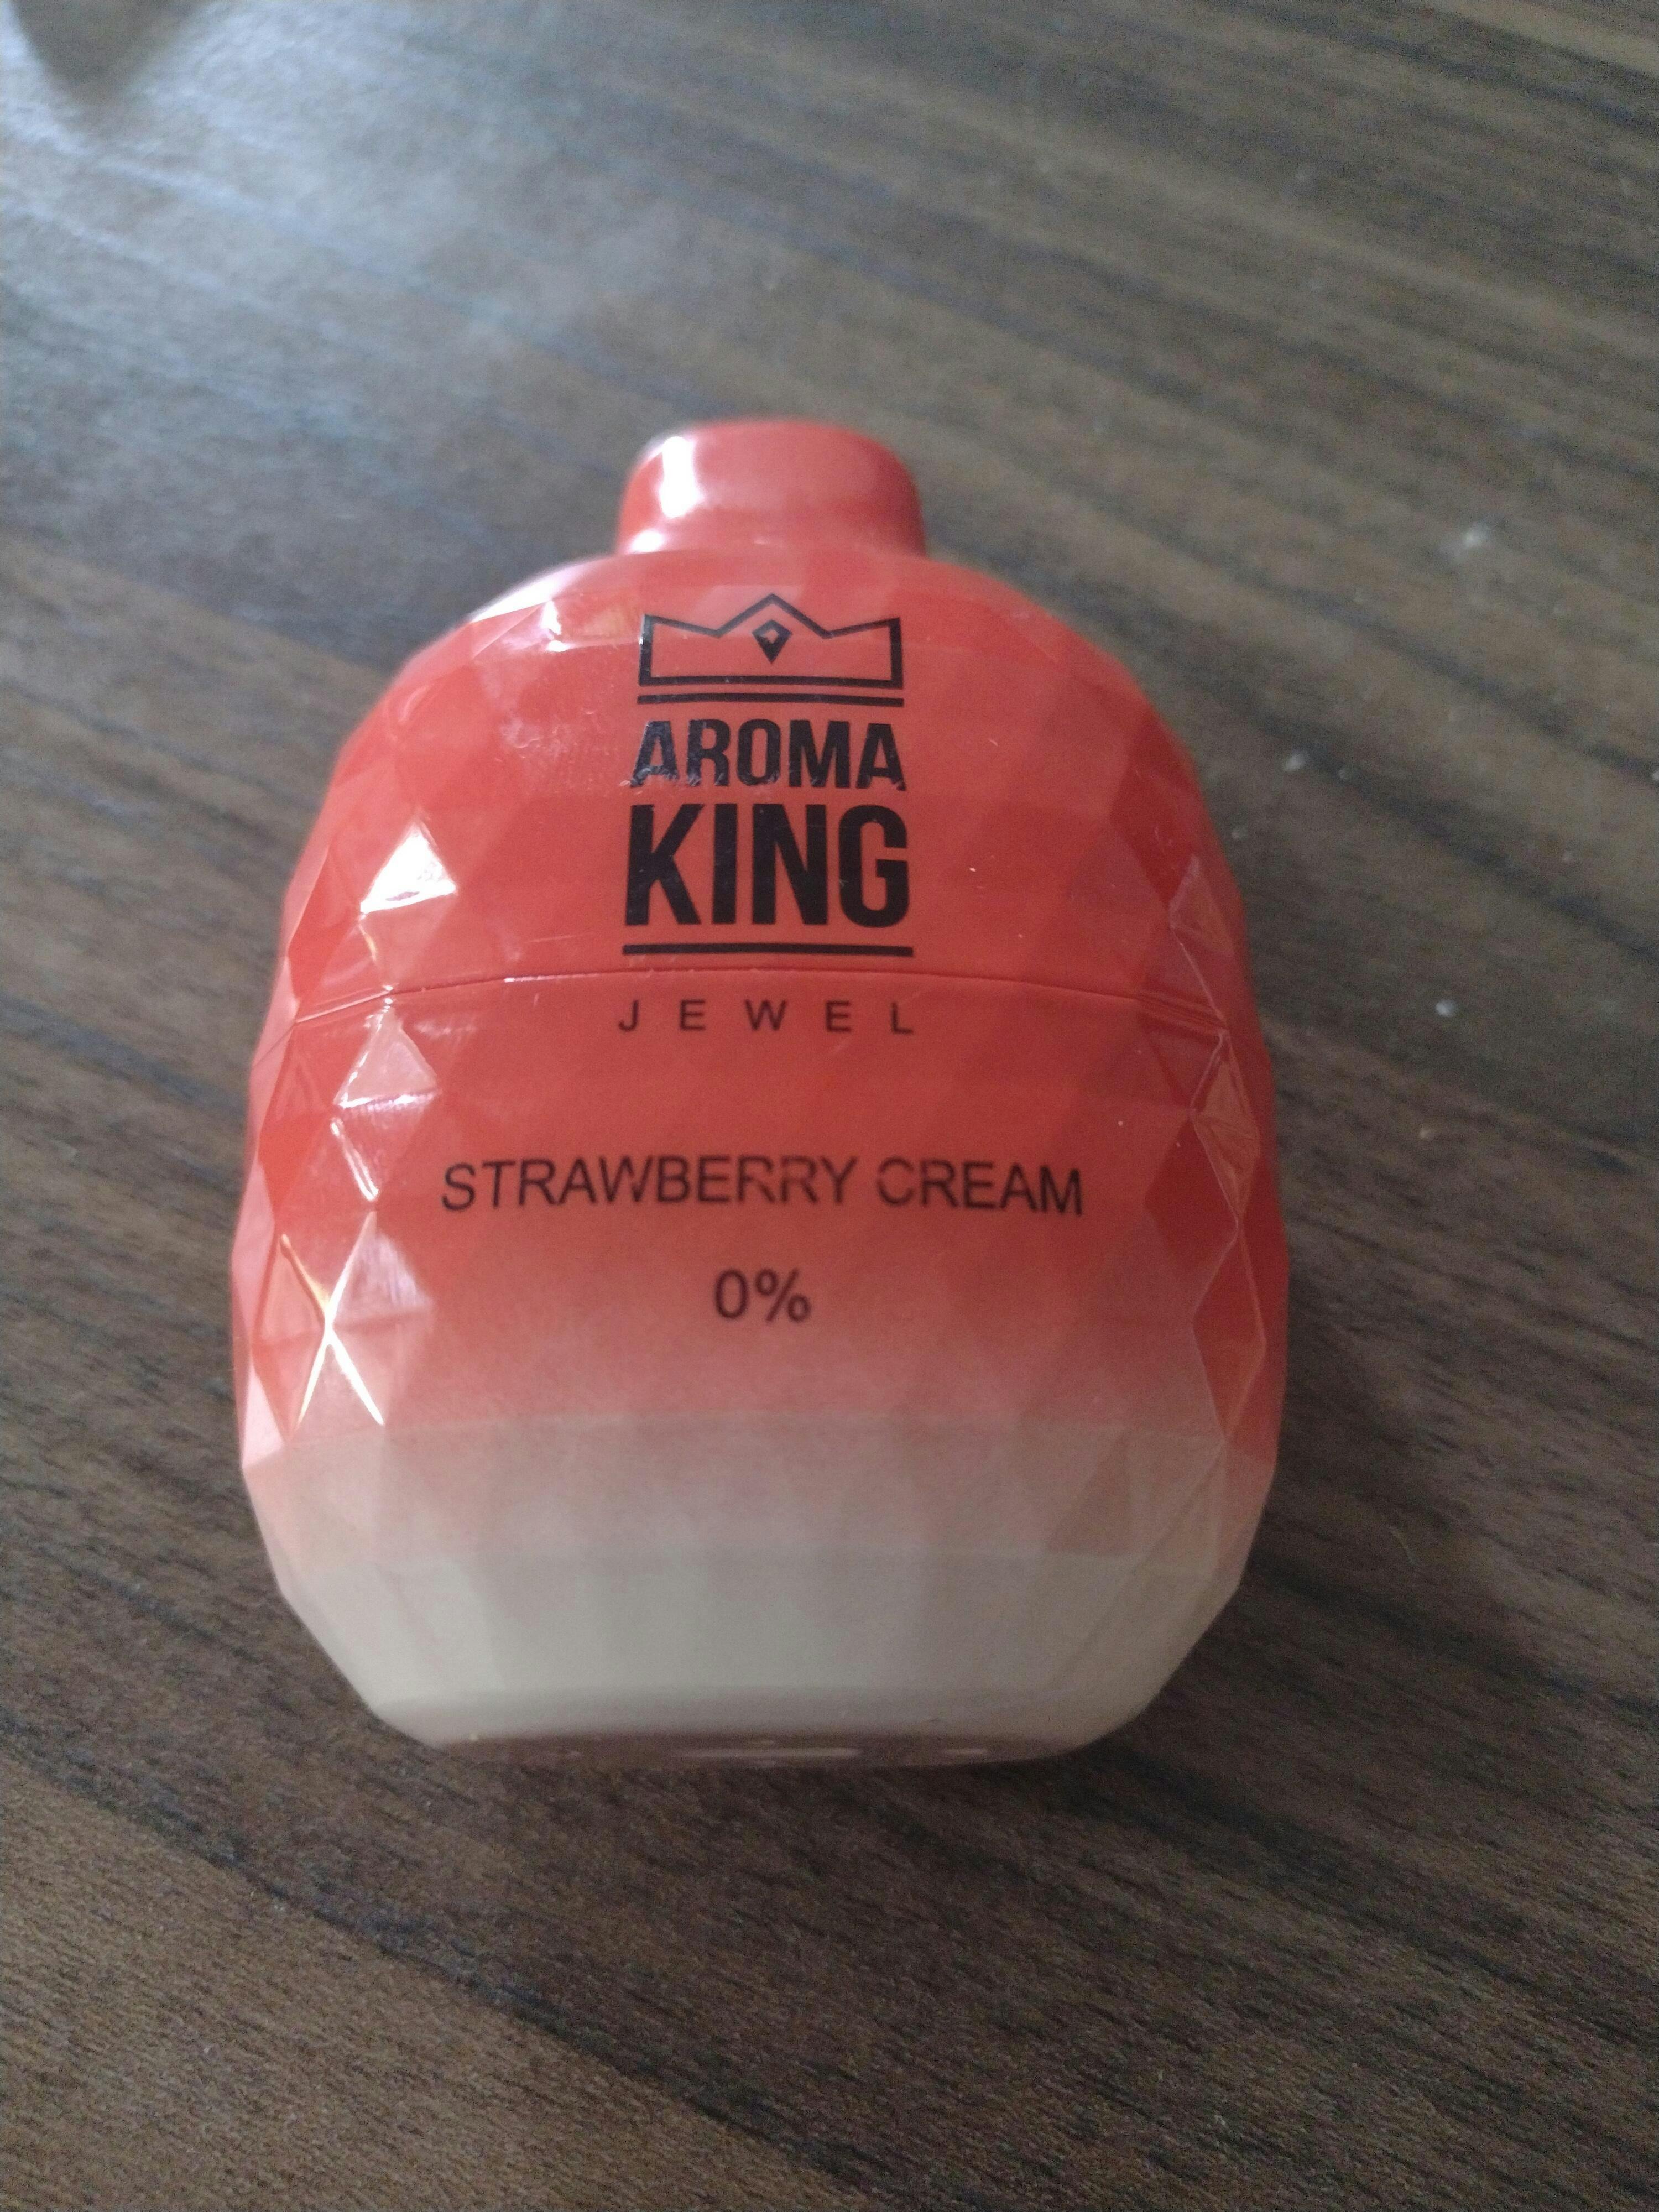 AROMA
KING
JEWEL
STRAWBERRY CREAM
0%